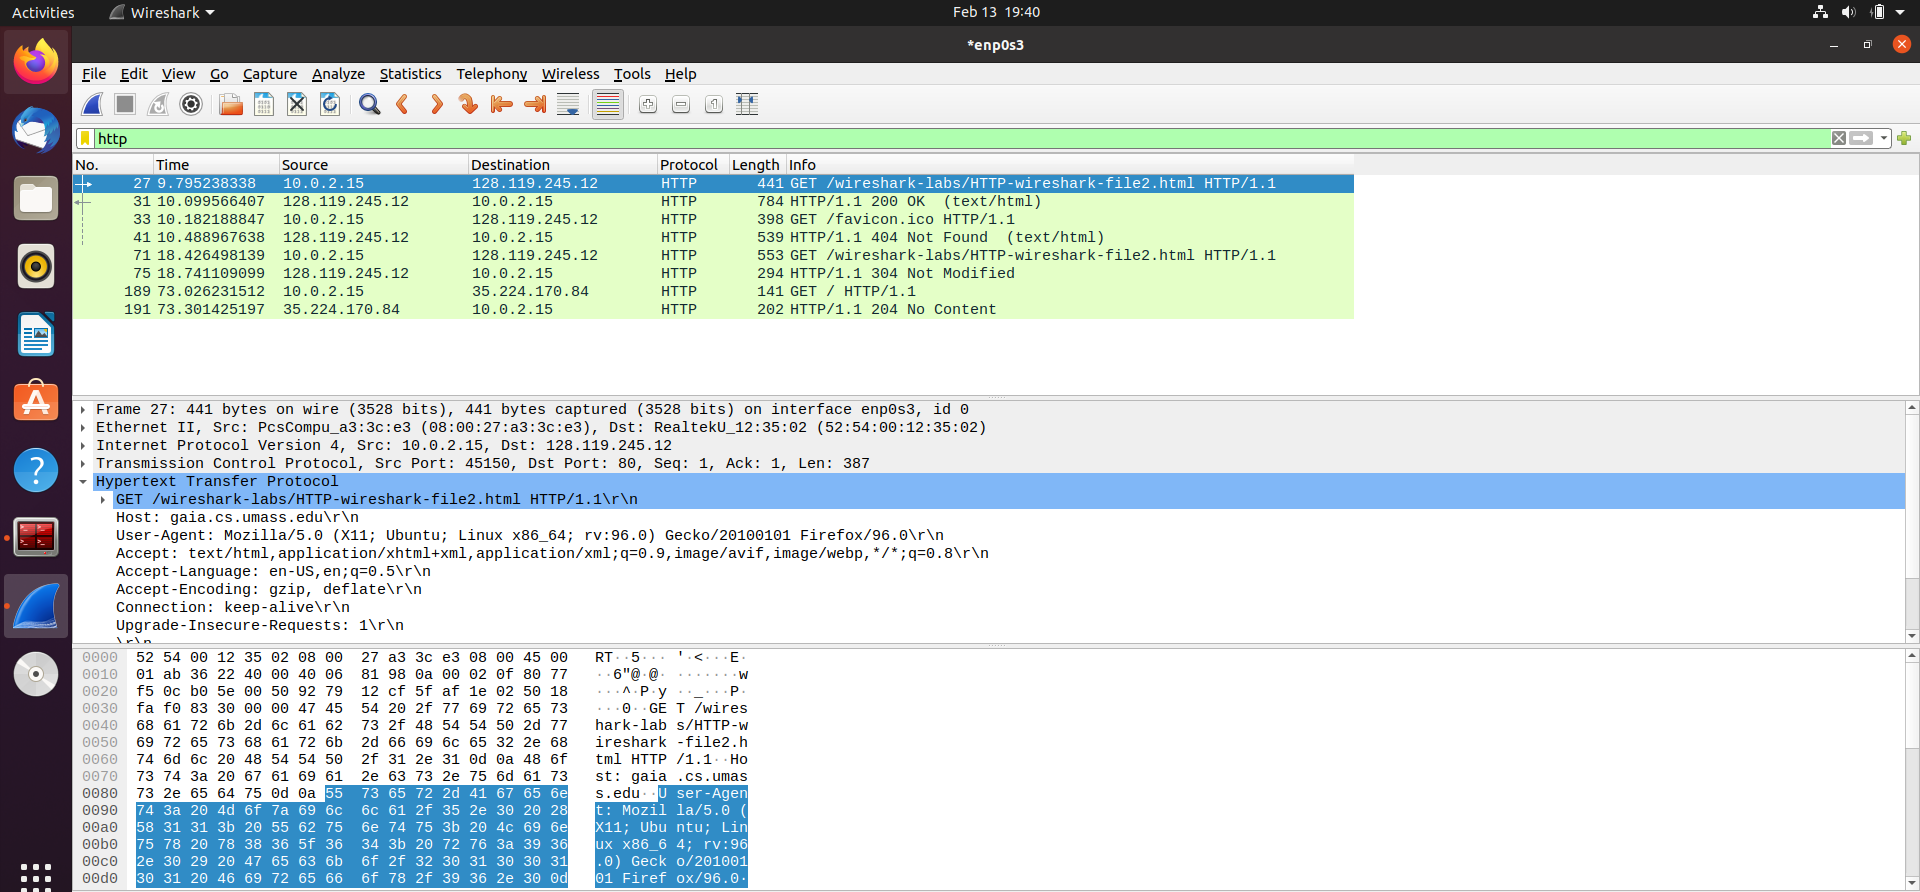 Activities Wireshark Feb 13 19:40
*enp0s3
File Edit View Go Capture Analyze Statistics Telephony Wireless Tools Help
http
No. Time Source Destination Protocol Length Info
27 9.795238338 10.0.2.15 128.119.245.12 HTTP 441 GET /wireshark-labs/HTTP-wireshark-file2.html HTTP/1.1
31 10.099566407 128.119.245.12 10.0.2.15 HTTP 784 HTTP/1.1 200 OK (text/html)
33 10.182188847 10.0.2.15 128.119.245.12 HTTP 398 GET /favicon.ico HTTP/1.1
41 10.488967638 128.119.245.12 10.0.2.15 HTTP 539 HTTP/1.1 404 Not Found (text/html)
71 18.426498139 10.0.2.15 128.119.245.12 HTTP 553 GET /wireshark-labs/HTTP-wireshark-file2.html HTTP/1.1
75 18.741109099 128.119.245.12 10.0.2.15 HTTP 294 HTTP/1.1 304 Not Modified
189 73.026231512 10.0.2.15 35.224.170.84 HTTP 141 GET / HTTP/1.1
191 73.301425197 35.224.170.84 10.0.2.15 HTTP 202 HTTP/1.1 204 No Content
Frame 27: 441 bytes on wire (3528 bits), 441 bytes captured (3528 bits) on interface enp0s3, id 0
Ethernet II, Src: PcsCompu_a3:3c:e3 (08:00:27:a3:3c:e3), Dst: RealtekU_12:35:02 (52:54:00:12:35:02)
Internet Protocol Version 4, Src: 10.0.2.15, Dst: 128.119.245.12
Transmission Control Protocol, Src Port: 45150, Dst Port: 80, Seq: 1, Ack: 1, Len: 387
Hypertext Transfer Protocol
GET /wireshark-labs/HTTP-wireshark-file2.html HTTP/1.1\r\n
Host: gaia.cs.umass.edu\r\n
User-Agent: Mozilla/5.0 (X11; Ubuntu; Linux x86_64; rv:96.0) Gecko/20100101 Firefox/96.0\r\n
Accept: text/html,application/xhtml+xml,application/xml;q=0.9,image/avif,image/webp,*/*;q=0.8\r\n
Accept-Language: en-US,en;q=0.5\r\n
Accept-Encoding: gzip, deflate\r\n
Connection: keep-alive\r\n
Upgrade-Insecure-Requests: 1\r\n
\r\n
0000 52 54 00 12 35 02 08 00 27 a3 3c e3 08 00 45 00 RT··5··· '·<···E·
0010 01 ab 36 22 40 00 40 06 81 98 0a 00 02 0f 80 77 ··6"@·@· ·······w
0020 f5 0c b0 5e 00 50 92 79 12 cf 5f af 1e 02 50 18 ···^·P·y ··_···P·
0030 fa f0 83 30 00 00 47 45 54 20 2f 77 69 72 65 73 ···0··GE T /wires
0040 68 61 72 6b 2d 6c 61 62 73 2f 48 54 54 50 2d 77 hark-lab s/HTTP-w
0050 69 72 65 73 68 61 72 6b 2d 66 69 6c 65 32 2e 68 ireshark -file2.h
0060 74 6d 6c 20 48 54 54 50 2f 31 2e 31 0d 0a 48 6f tml HTTP /1.1··Ho
0070 73 74 3a 20 67 61 69 61 2e 63 73 2e 75 6d 61 73 st: gaia .cs.umas
0080 73 2e 65 64 75 0d 0a 55 73 65 72 2d 41 67 65 6e s.edu··U ser-Agen
0090 74 3a 20 4d 6f 7a 69 6c 6c 61 2f 35 2e 30 20 28 t: Mozil la/5.0 (
00a0 58 31 31 3b 20 55 62 75 6e 74 75 3b 20 4c 69 6e X11; Ubu ntu; Lin
00b0 75 78 20 78 38 36 5f 36 34 3b 20 72 76 3a 39 36 ux x86_6 4; rv:96
00c0 2e 30 29 20 47 65 63 6b 6f 2f 32 30 31 30 30 31 .0) Geck o/201001
00d0 30 31 20 46 69 72 65 66 6f 78 2f 39 36 2e 30 0d 01 Firef ox/96.0·